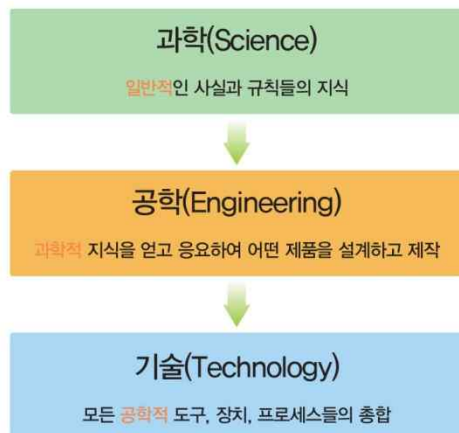 과학(Science)
일반적인 사실과 규칙들의 지식
공학(Engineering)
과학적 지식을 얻고 응요하여 어떤 제품을 설계하고 제작
기술(Technology)
모든 공학적 도구, 장치, 프로세스들의 총합